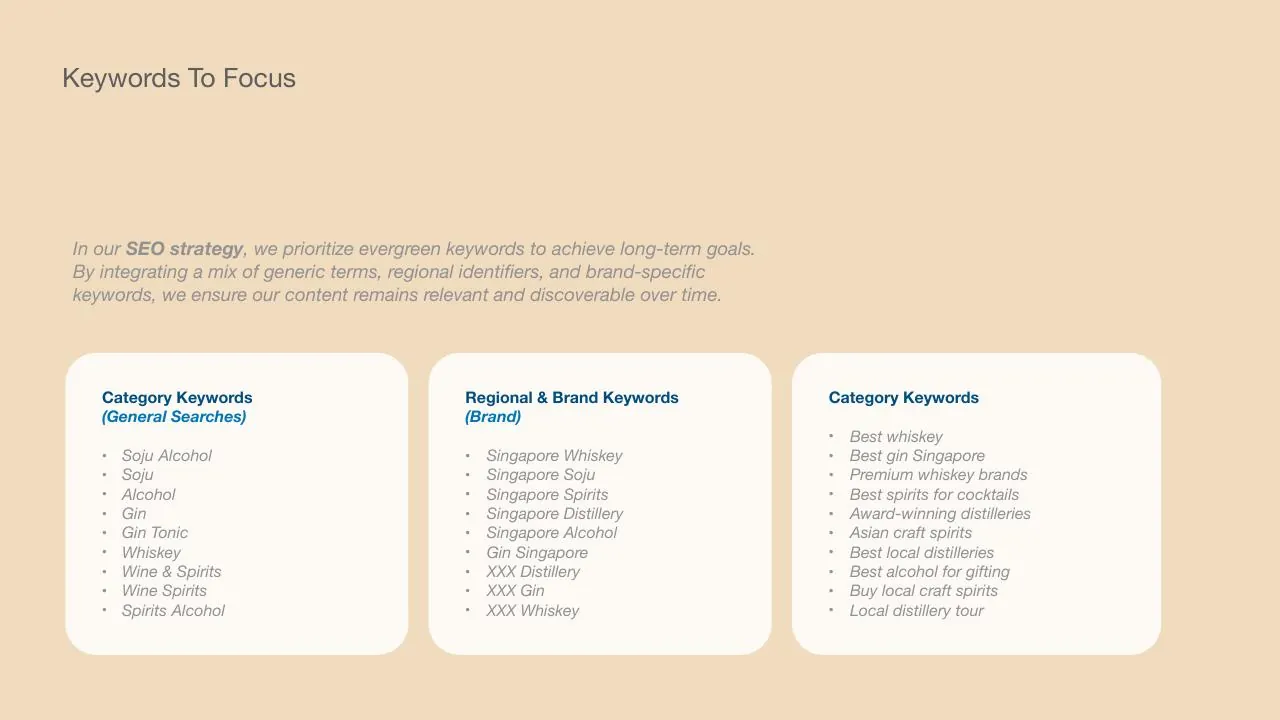 Keywords To Focus
In our SEO strategy, we prioritize evergreen keywords to achieve long-term goals.
By integrating a mix of generic terms, regional identifiers, and brand-specific
keywords, we ensure our content remains relevant and discoverable over time.
Category Keywords
(General Searches)
• Soju Alcohol
• Soju
• Alcohol
• Gin
• Gin Tonic
• Whiskey
• Wine & Spirits
• Wine Spirits
• Spirits Alcohol
Regional & Brand Keywords
(Brand)
• Singapore Whiskey
• Singapore Soju
• Singapore Spirits
• Singapore Distillery
• Singapore Alcohol
• Gin Singapore
• XXX Distillery
• XXX Gin
• XXX Whiskey
Category Keywords
• Best whiskey
• Best gin Singapore
• Premium whiskey brands
• Best spirits for cocktails
• Award-winning distilleries
• Asian craft spirits
• Best local distilleries
• Best alcohol for gifting
• Buy local craft spirits
• Local distillery tour